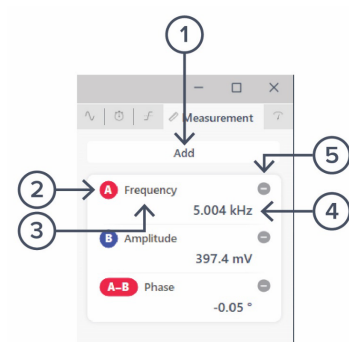 1
Measurement
Add
5
2
A Frequency
5.004 kHz
4
3
B Amplitude
397.4 mV
A–B Phase
-0.05 °